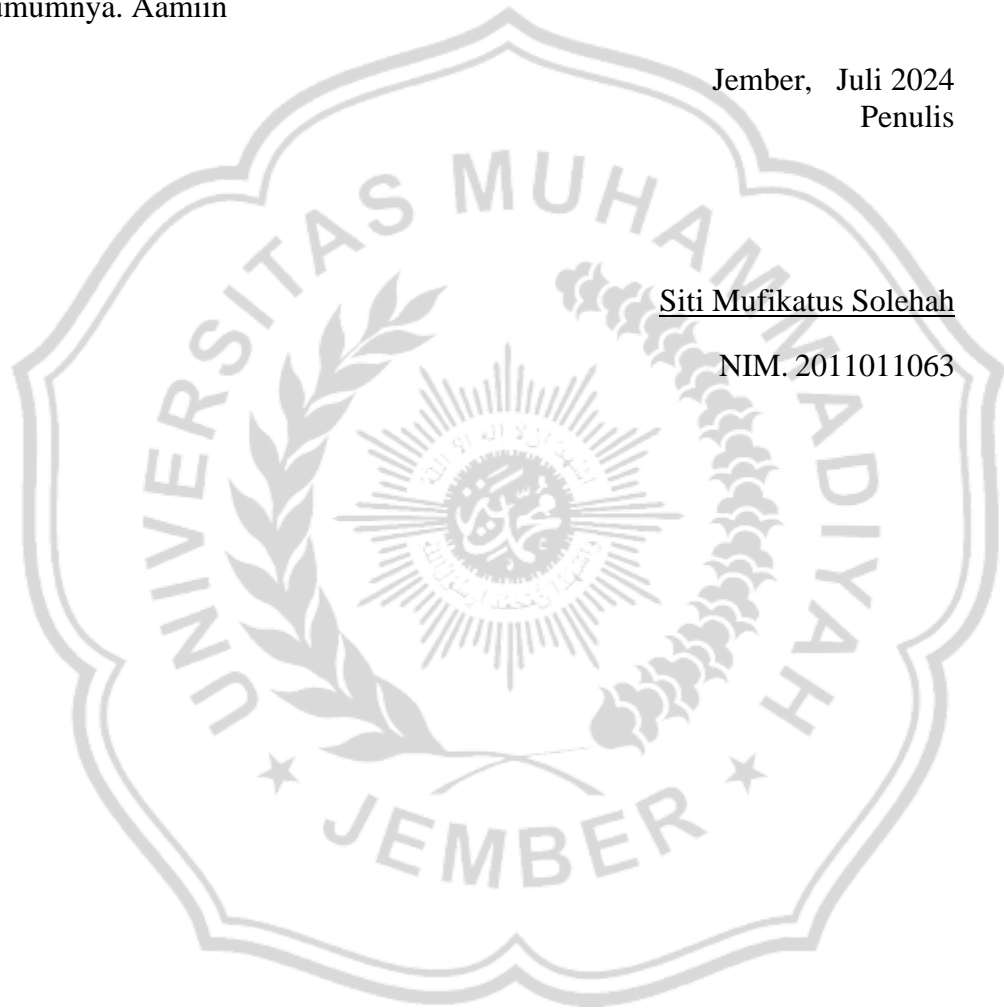 umumnya. Aamiin
Jember, Juli 2024
Penulis
Siti Mufikatus Solehah
NIM. 2011011063
UNIVERSITAS MUHAMMADIYAH
JEMBER